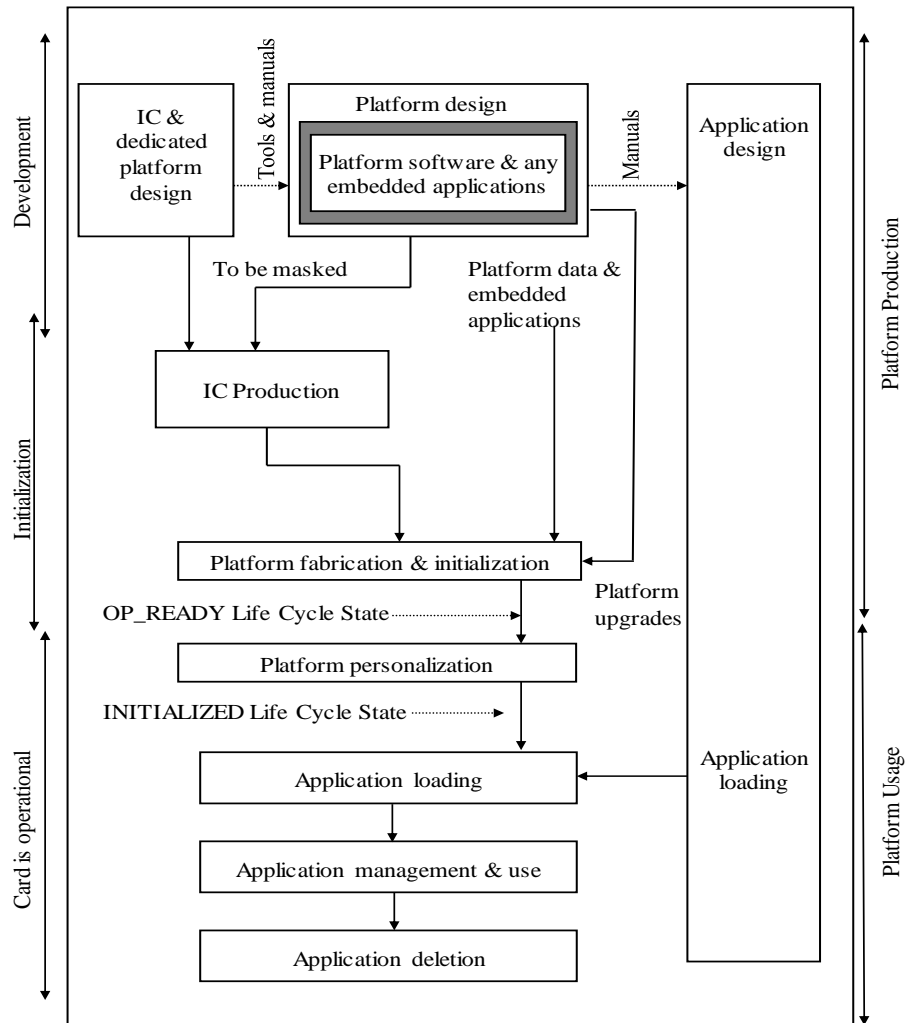 IC &
dedicated
platform
design
Tools & manuals
Platform design
Platform software & any
embedded applications
Manuals
Application
design
Development
To be masked
Platform data &
embedded
applications
Platform Production
IC Production
Initialization
Platform fabrication & initialization
OP_READY Life Cycle State
Platform
upgrades
Platform personalization
INITIALIZED Life Cycle State
Application loading
Application
loading
Card is operational
Platform Usage
Application management & use
Application deletion